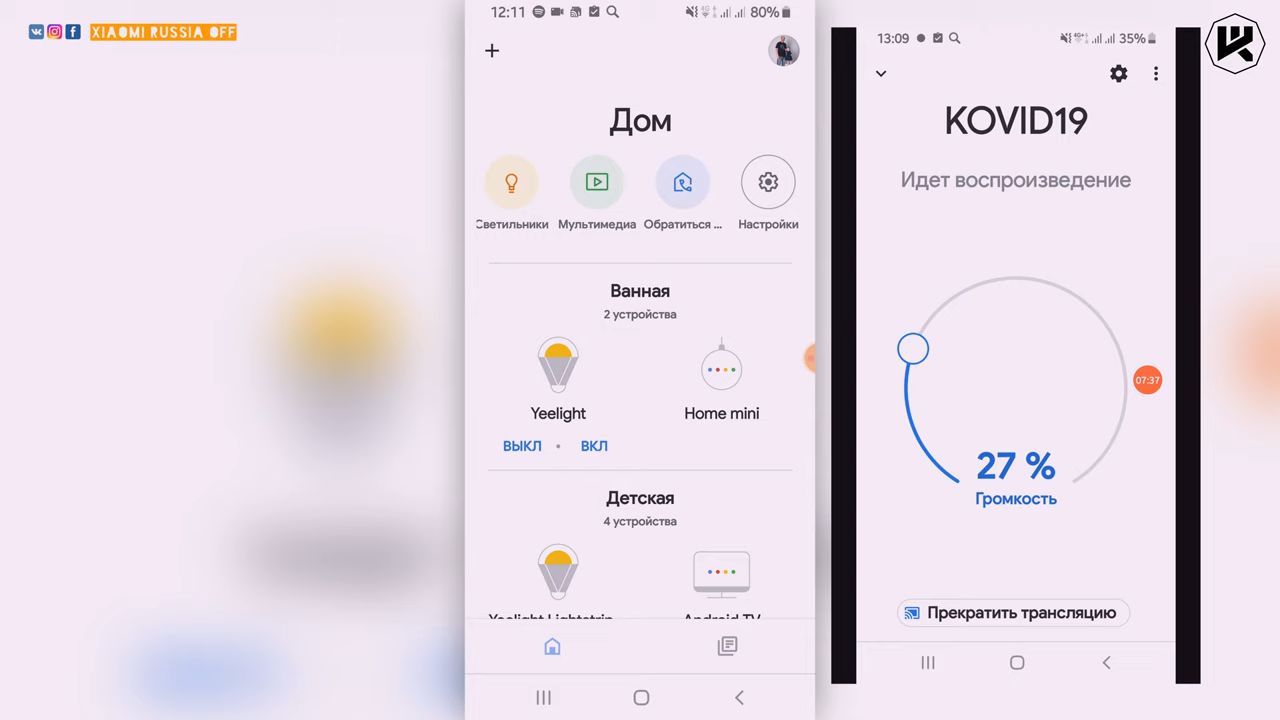 XIAOMI RUSSIA OFF
12:11
80%
Дом
Светильники
Мультимедиа
Обратиться ...
Настройки
Ванная
2 устройства
Yeelight
Home mini
ВЫКЛ • ВКЛ
Детская
4 устройства
Yeelight Lightstrip
Android TV
13:09
35%
KOVID19
Идет воспроизведение
07:37
27 %
Громкость
Прекратить трансляцию